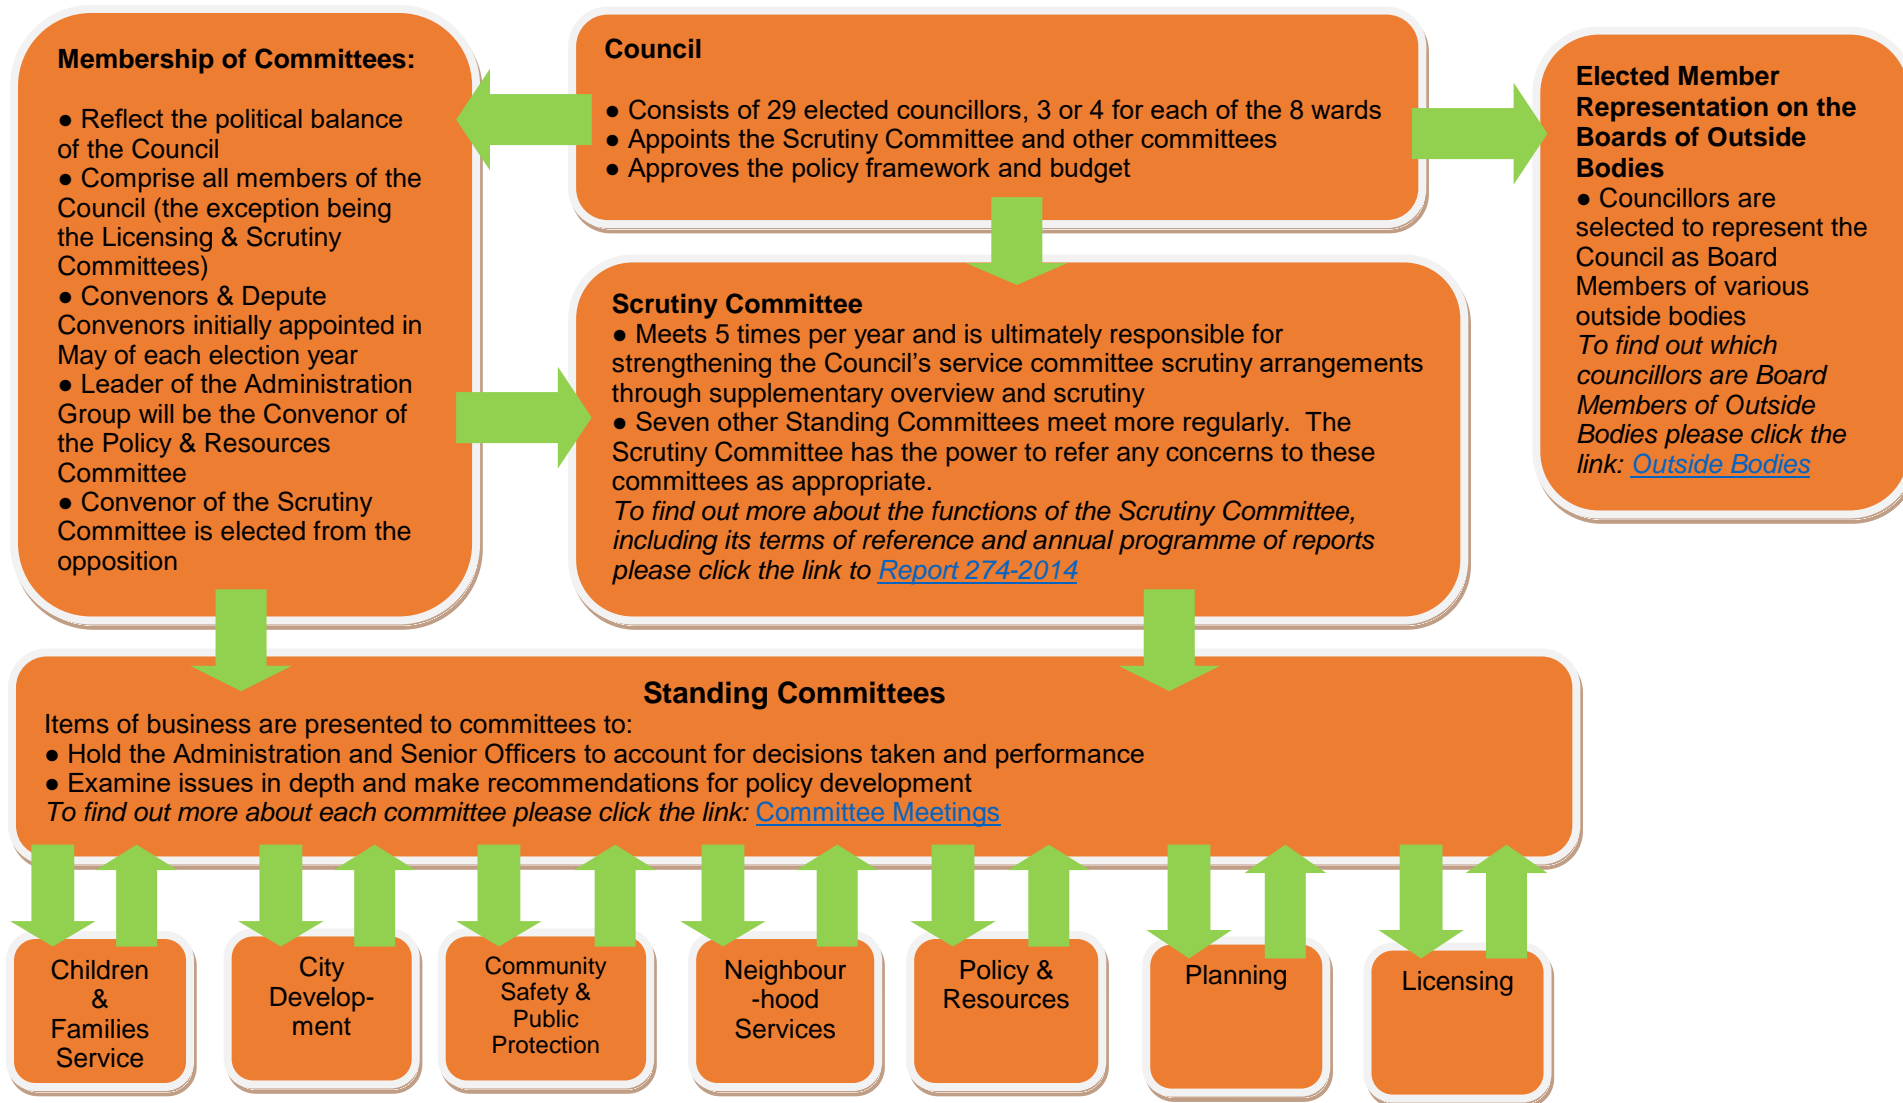 Membership of Committees:
● Reflect the political balance
of the Council
● Comprise all members of the
Council (the exception being
the Licensing & Scrutiny
Committees)
● Convenors & Depute
Convenors initially appointed in
May of each election year
● Leader of the Administration
Group will be the Convenor of
the Policy & Resources
Committee
● Convenor of the Scrutiny
Committee is elected from the
opposition
Council
● Consists of 29 elected councillors, 3 or 4 for each of the 8 wards
● Appoints the Scrutiny Committee and other committees
● Approves the policy framework and budget
Elected Member
Representation on the
Boards of Outside
Bodies
● Councillors are
selected to represent the
Council as Board
Members of various
outside bodies
To find out which
councillors are Board
Members of Outside
Bodies please click the
link: Outside Bodies
Scrutiny Committee
● Meets 5 times per year and is ultimately responsible for
strengthening the Council’s service committee scrutiny arrangements
through supplementary overview and scrutiny
● Seven other Standing Committees meet more regularly.  The
Scrutiny Committee has the power to refer any concerns to these
committees as appropriate.
To find out more about the functions of the Scrutiny Committee,
including its terms of reference and annual programme of reports
please click the link to Report 274-2014
Standing Committees
Items of business are presented to committees to:
● Hold the Administration and Senior Officers to account for decisions taken and performance
● Examine issues in depth and make recommendations for policy development
To find out more about each committee please click the link: Committee Meetings
Children
&
Families
Service
City
Develop-
ment
Community
Safety &
Public
Protection
Neighbour
-hood
Services
Policy &
Resources
Planning
Licensing